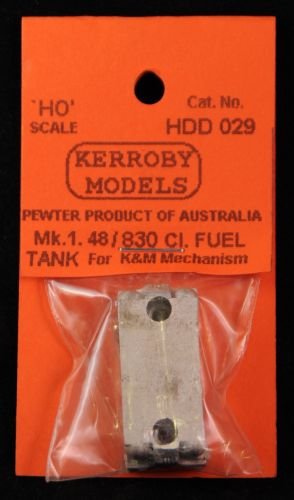 'HO'
SCALE
Cat. No.
HDD 029
KERROBY
MODELS
PEWTER PRODUCT OF AUSTRALIA
Mk.1. 48/830 Cl. FUEL
TANK For K&M Mechanism